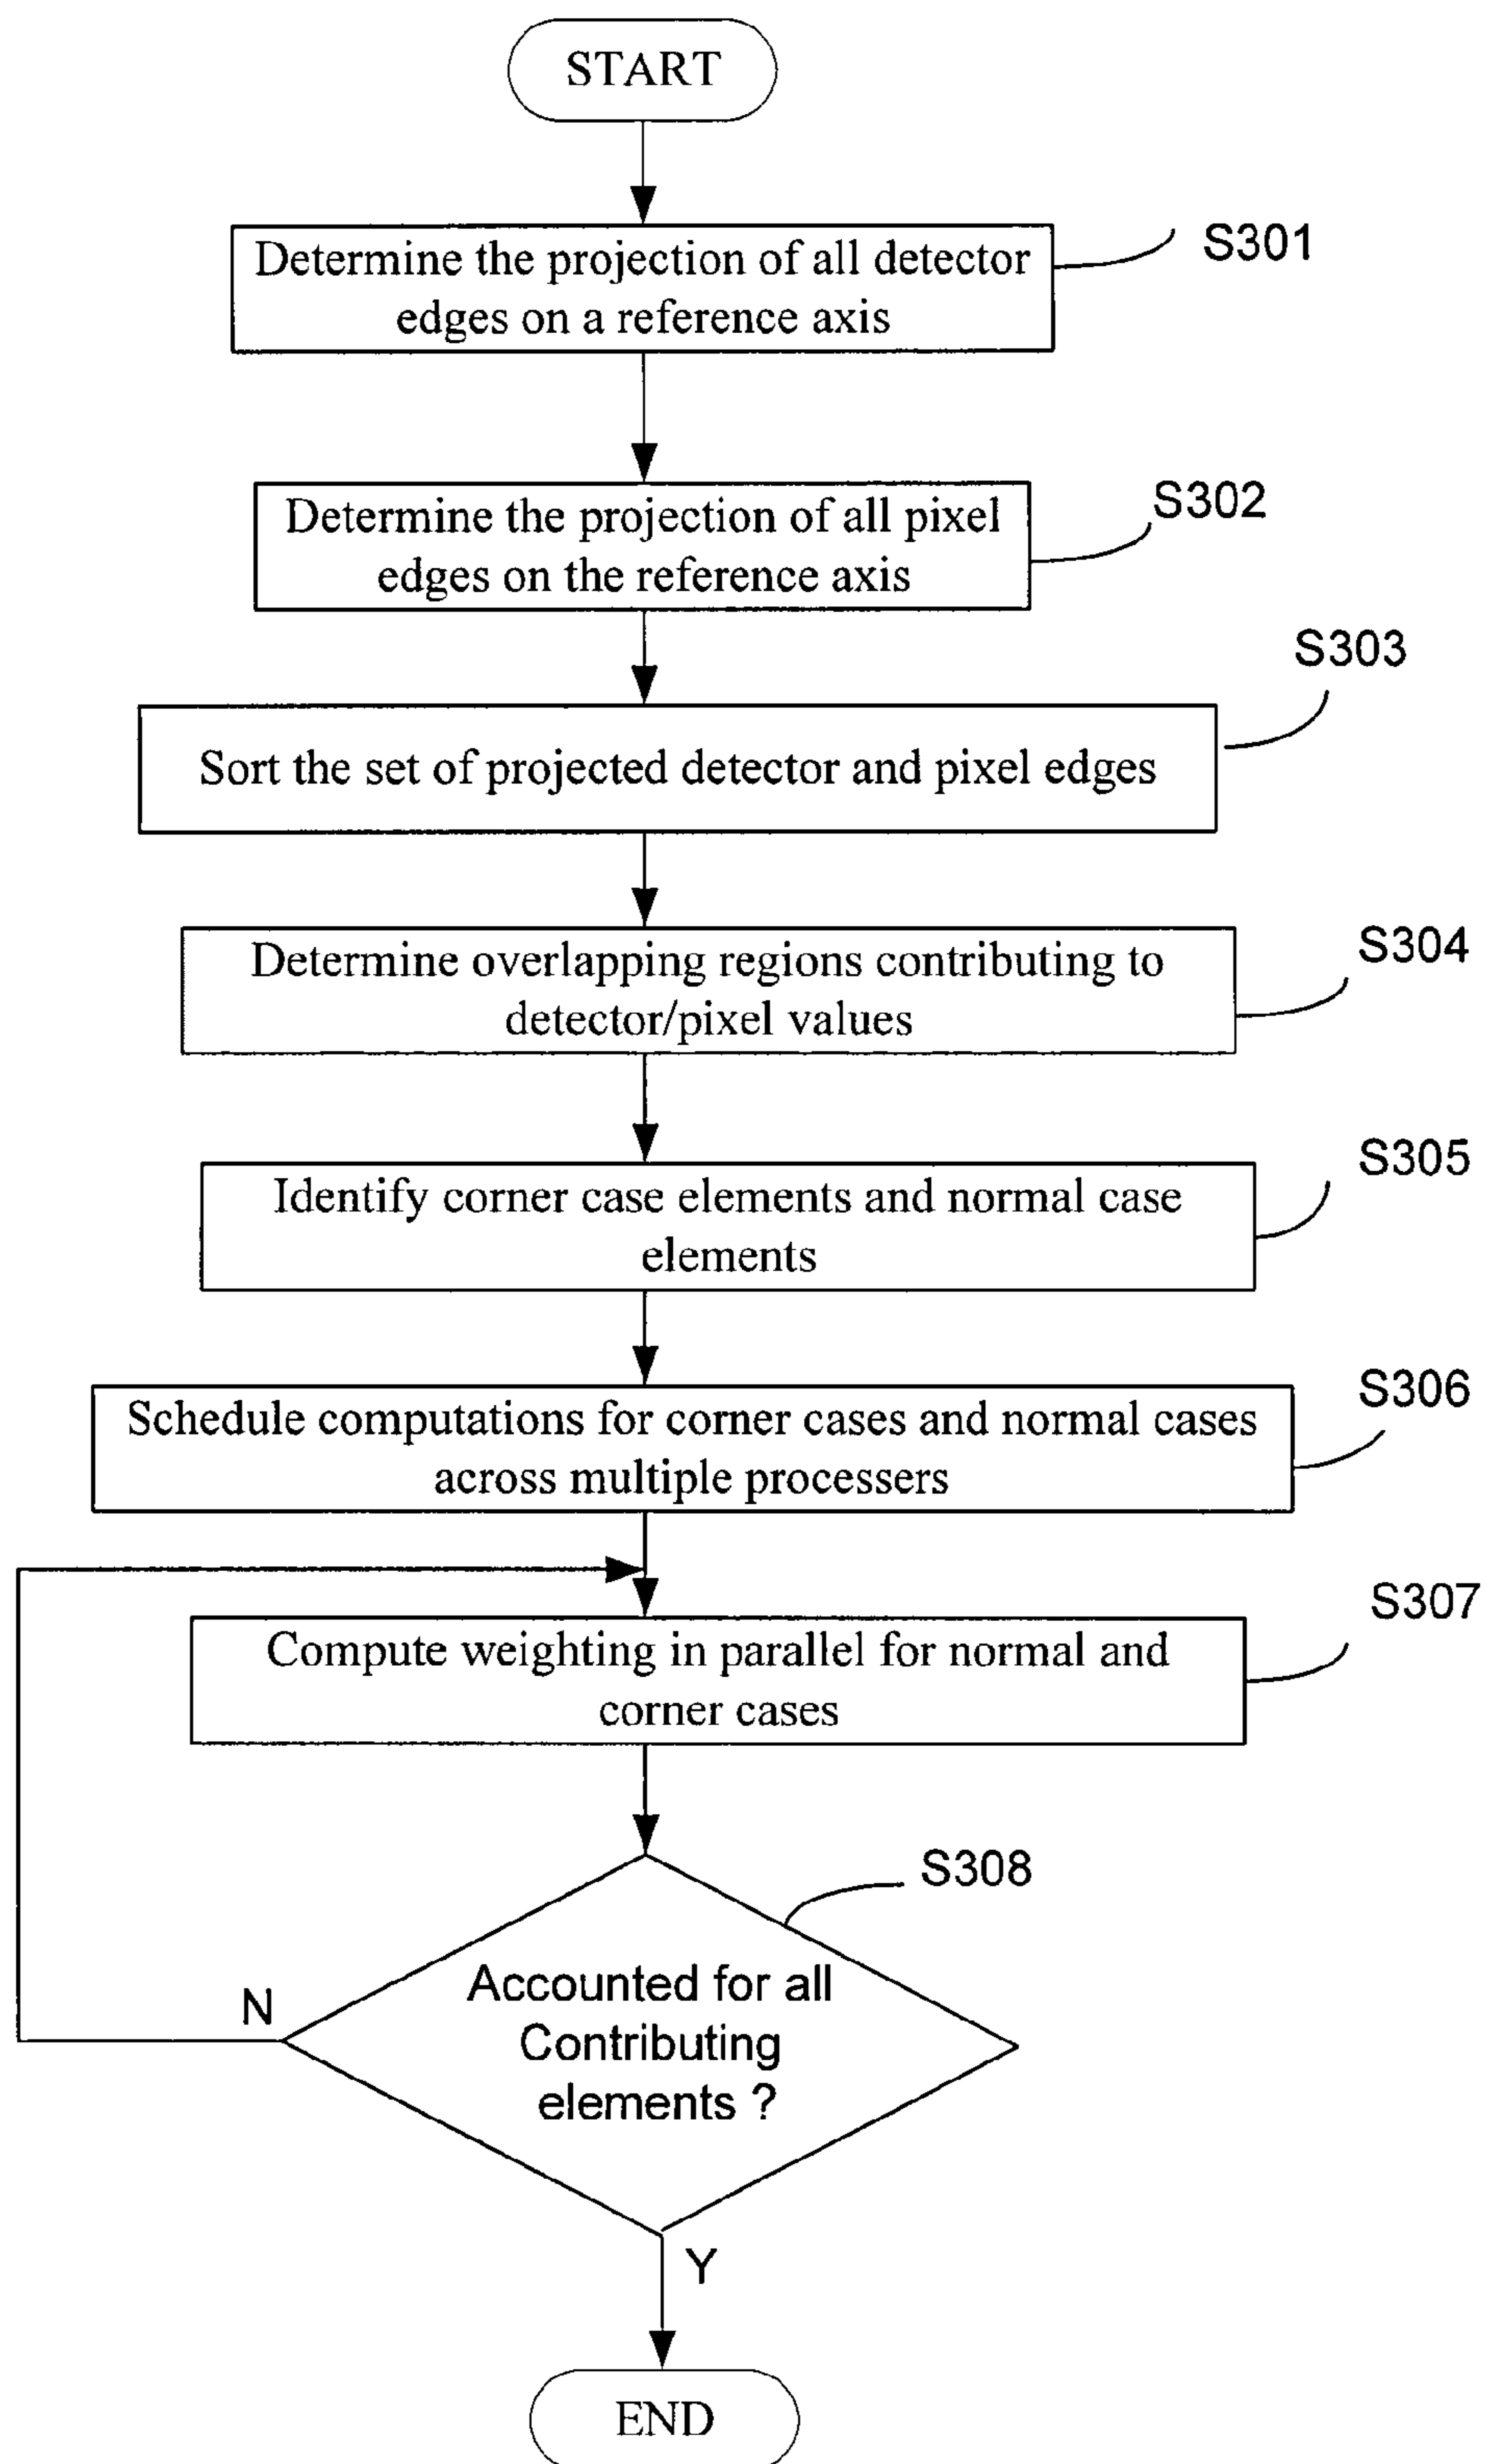 START
Determine the projection of all detector
edges on a reference axis
S301
Determine the projection of all pixel
edges on the reference axis
S302
Sort the set of projected detector and pixel edges
S303
Determine overlapping regions contributing to
detector/pixel values
S304
Identify corner case elements and normal case
elements
S305
Schedule computations for corner cases and normal cases
across multiple processers
S306
Compute weighting in parallel for normal and
corner cases
S307
Accounted for all
Contributing
elements ?
S308
N
Y
END